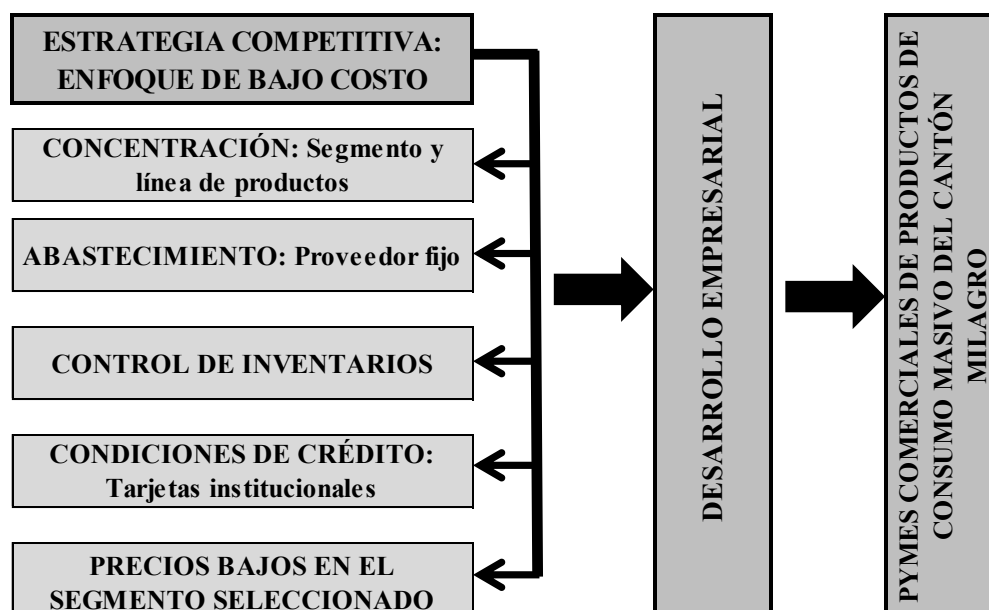 ESTRATEGIA COMPETITIVA:
ENFOQUE DE BAJO COSTO
CONCENTRACIÓN: Segmento y
línea de productos
ABASTECIMIENTO: Proveedor fijo
CONTROL DE INVENTARIOS
CONDICIONES DE CRÉDITO:
Tarjetas institucionales
PRECIOS BAJOS EN EL
SEGMENTO SELECCIONADO
DESARROLLO EMPRESARIAL
PYMES COMERCIALES DE PRODUCTOS DE
CONSUMO MASIVO DEL CANTÓN
MILAGRO